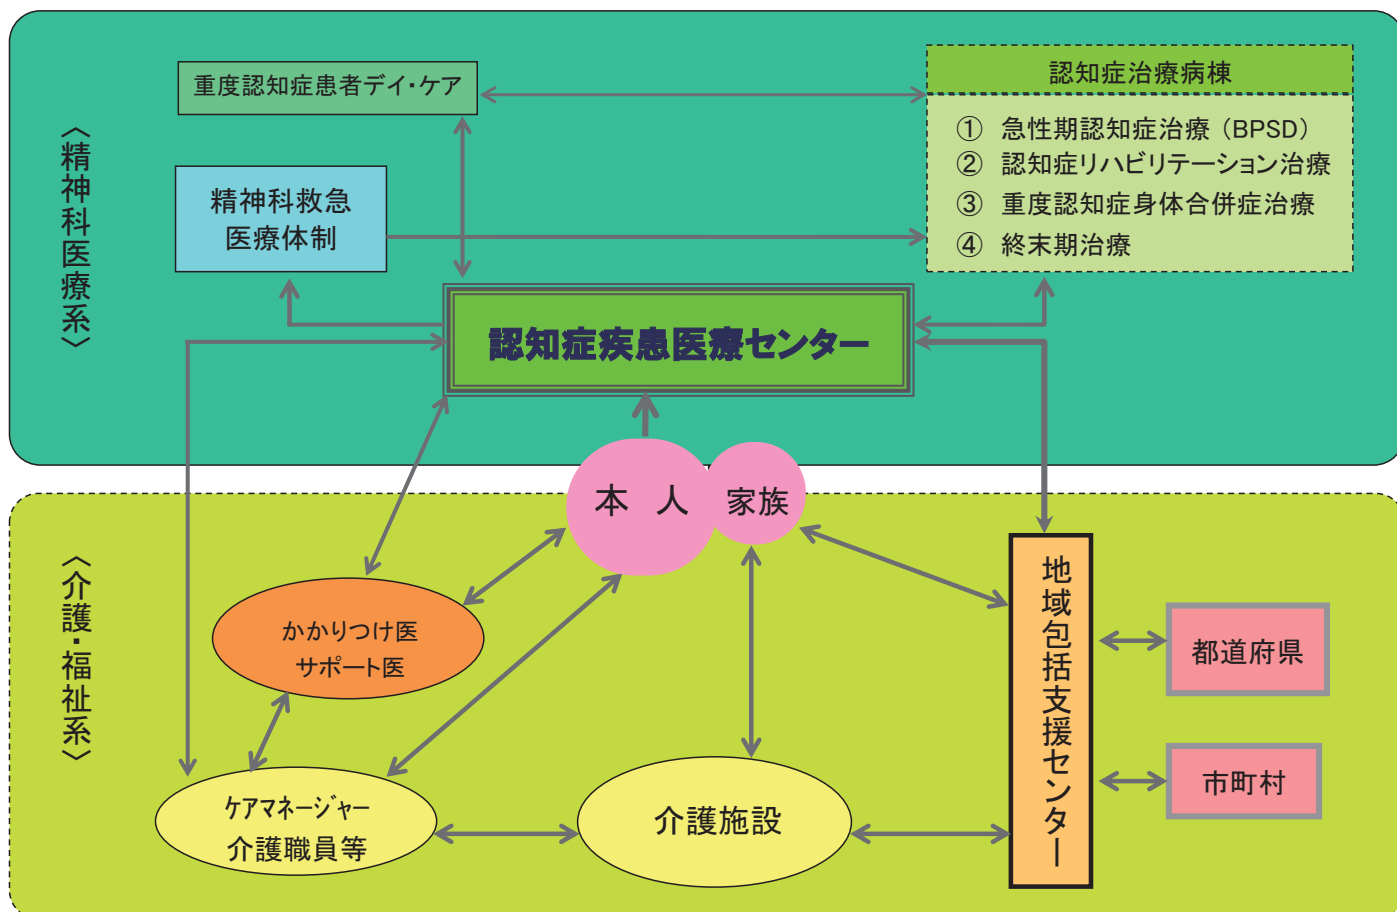 〈精神科医療系〉
重度認知症患者デイ・ケア
認知症治療病棟
① 急性期認知症治療（BPSD）
② 認知症リハビリテーション治療
③ 重度認知症身体合併症治療
④ 終末期治療
精神科救急
医療体制
認知症疾患医療センター
本 人
家族
〈介護・福祉系〉
かかりつけ医
サポート医
ｹｱﾏﾈｰｼﾞｬｰ
介護職員等
介護施設
地域包括支援センター
都道府県
市町村